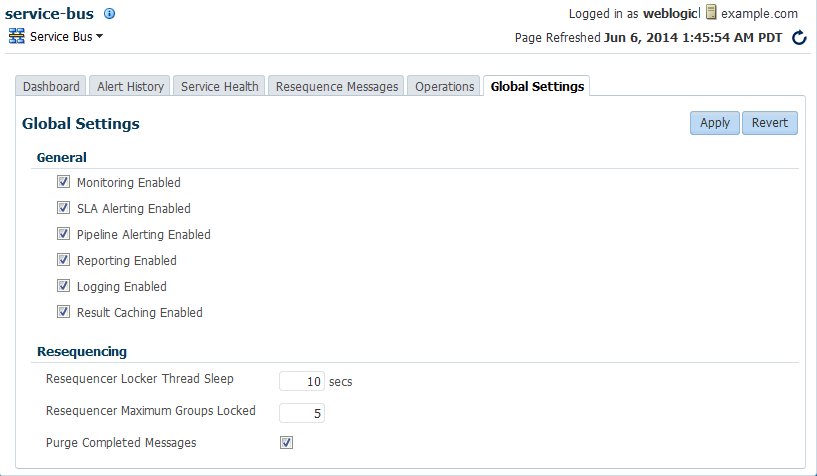 service-bus
Logged in as weblogic example.com
Service Bus
Page Refreshed Jun 6, 2014 1:45:54 AM PDT
Dashboard Alert History Service Health Resequence Messages Operations Global Settings
Global Settings
Apply Revert
General
Monitoring Enabled
SLA Alerting Enabled
Pipeline Alerting Enabled
Reporting Enabled
Logging Enabled
Result Caching Enabled
Resequencing
Resequencer Locker Thread Sleep 10 secs
Resequencer Maximum Groups Locked 5
Purge Completed Messages